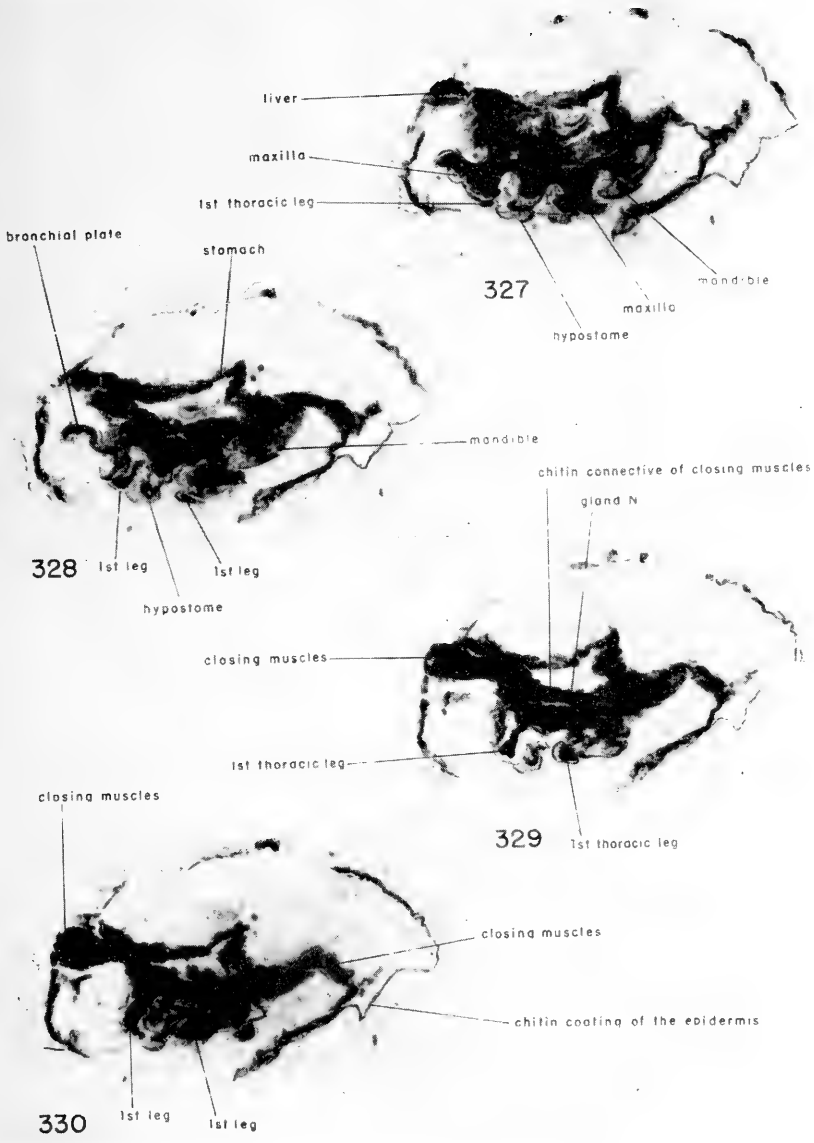 liver
maxilla
1st thoracic leg
327
mandible
maxilla
hypostome
bronchial plate
stomach
mandible
328
1st leg
1st leg
hypostome
chitin connective of closing muscles
gland N
closing muscles
1st thoracic leg
329
1st thoracic leg
closing muscles
closing muscles
chitin coating of the epidermis
330
1st leg
1st leg